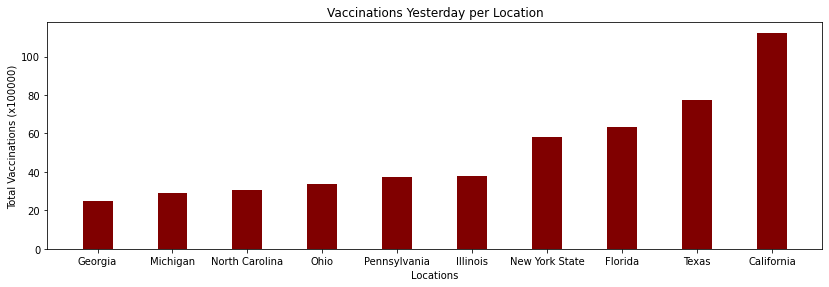 Vaccinations Yesterday per Location
Total Vaccinations (x100000)
100
80
60
40
20
0
Georgia Michigan North Carolina Ohio Pennsylvania Illinois New York State Florida Texas California
Locations